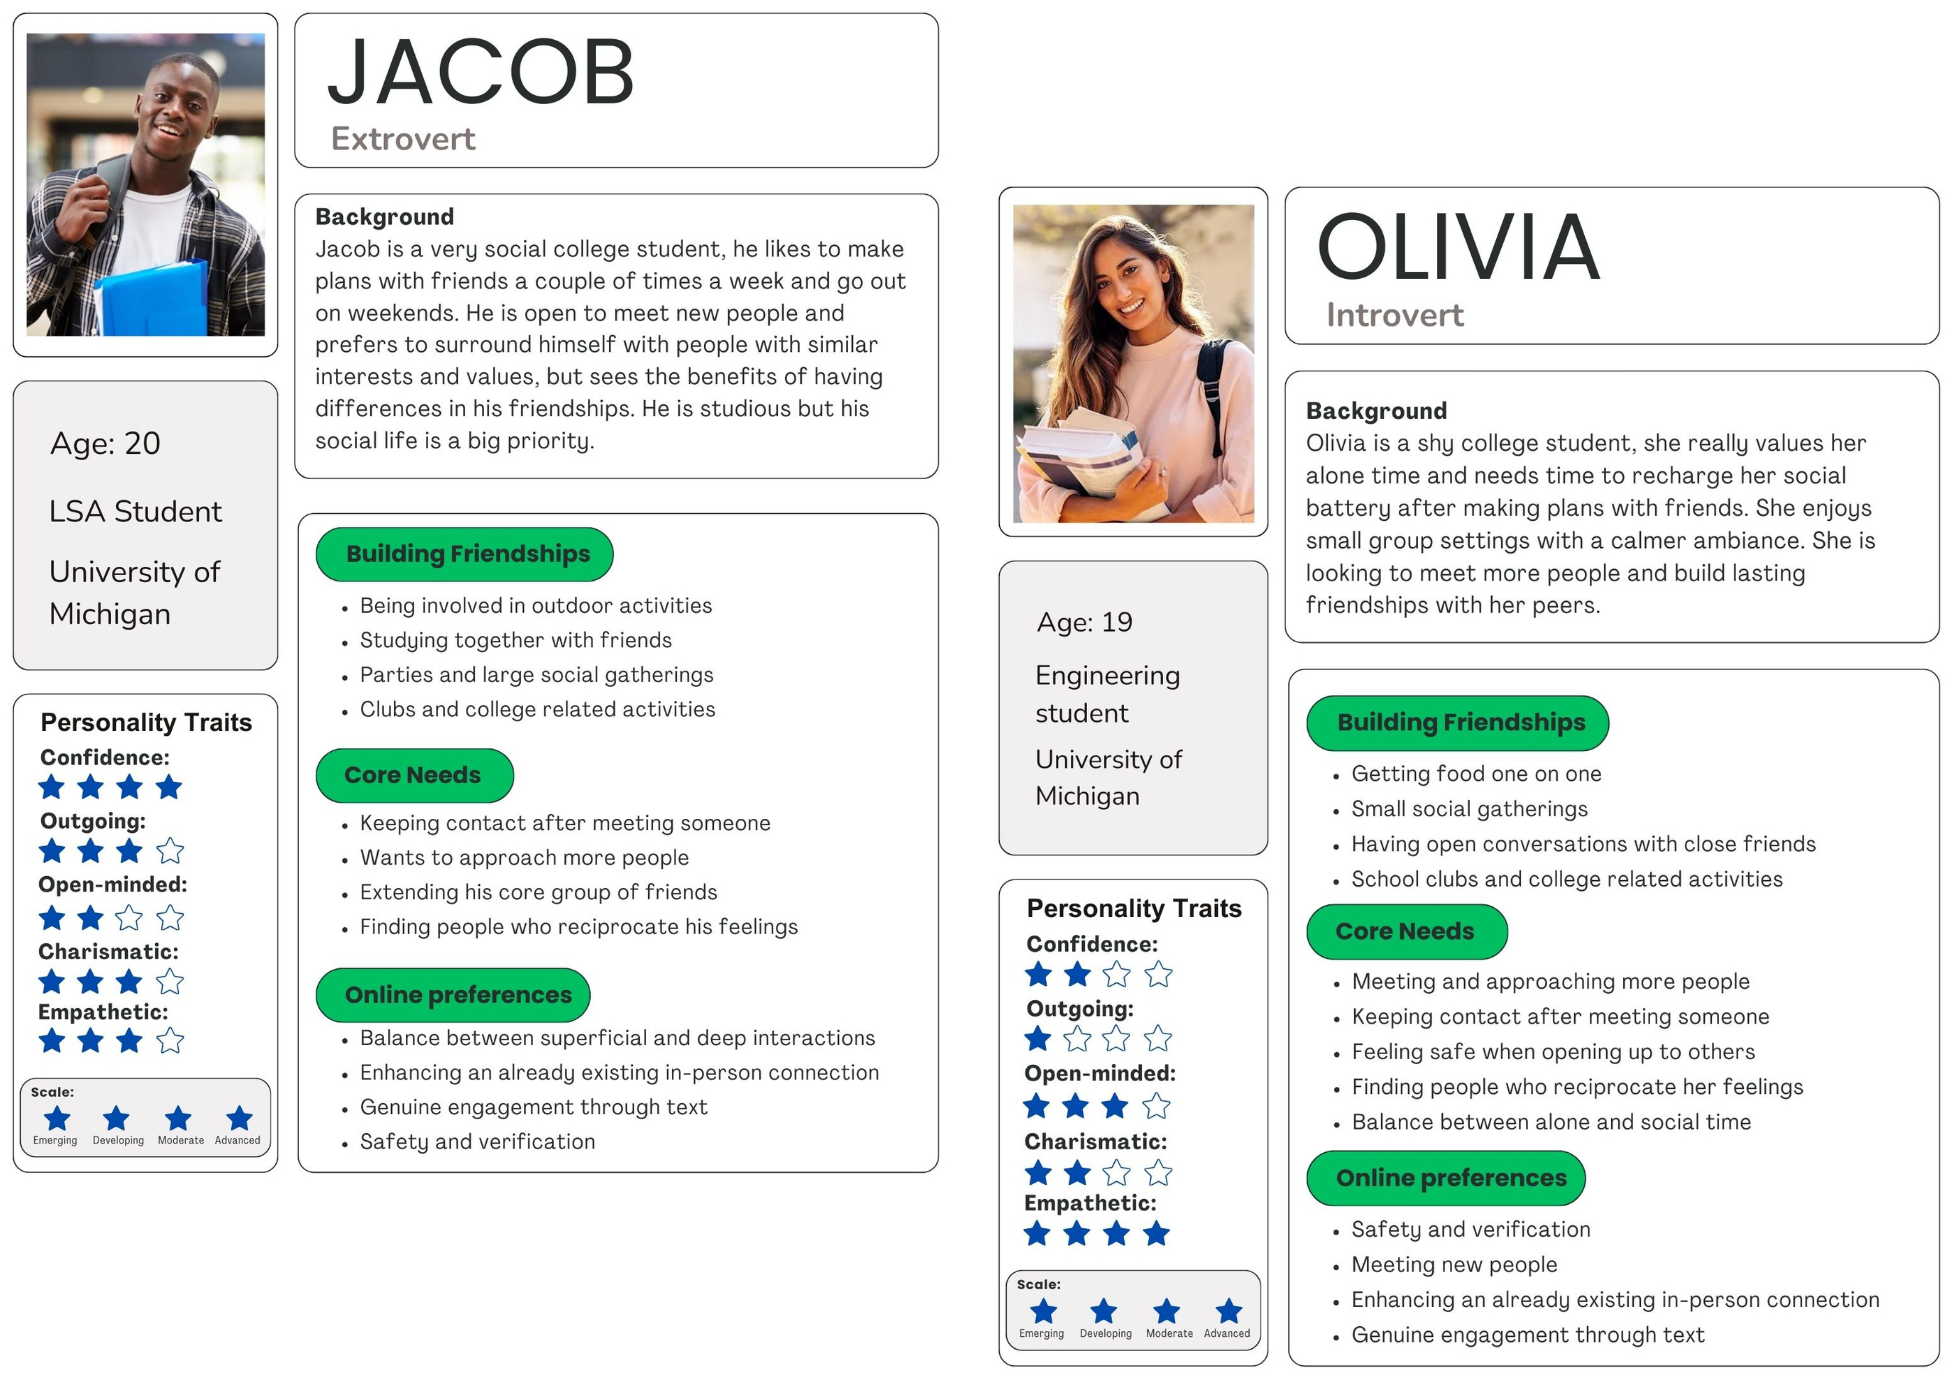 JACOB
Extrovert
Background
Jacob is a very social college student, he likes to make
plans with friends a couple of times a week and go out
on weekends. He is open to meet new people and
prefers to surround himself with people with similar
interests and values, but sees the benefits of having
differences in his friendships. He is studious but his
social life is a big priority.
Age: 20
LSA Student
University of
Michigan
Personality Traits
Confidence:
Outgoing:
Open-minded:
Charismatic:
Empathetic:
Scale:
Emerging Developing Moderate Advanced
Building Friendships
• Being involved in outdoor activities
• Studying together with friends
• Parties and large social gatherings
• Clubs and college related activities
Core Needs
• Keeping contact after meeting someone
• Wants to approach more people
• Extending his core group of friends
• Finding people who reciprocate his feelings
Online preferences
• Balance between superficial and deep interactions
• Enhancing an already existing in-person connection
• Genuine engagement through text
• Safety and verification
OLIVIA
Introvert
Background
Olivia is a shy college student, she really values her
alone time and needs time to recharge her social
battery after making plans with friends. She enjoys
small group settings with a calmer ambiance. She is
looking to meet more people and build lasting
friendships with her peers.
Age: 19
Engineering
student
University of
Michigan
Personality Traits
Confidence:
Outgoing:
Open-minded:
Charismatic:
Empathetic:
Scale:
Emerging Developing Moderate Advanced
Building Friendships
• Getting food one on one
• Small social gatherings
• Having open conversations with close friends
• School clubs and college related activities
Core Needs
• Meeting and approaching more people
• Keeping contact after meeting someone
• Feeling safe when opening up to others
• Finding people who reciprocate her feelings
• Balance between alone and social time
Online preferences
• Safety and verification
• Meeting new people
• Enhancing an already existing in-person connection
• Genuine engagement through text